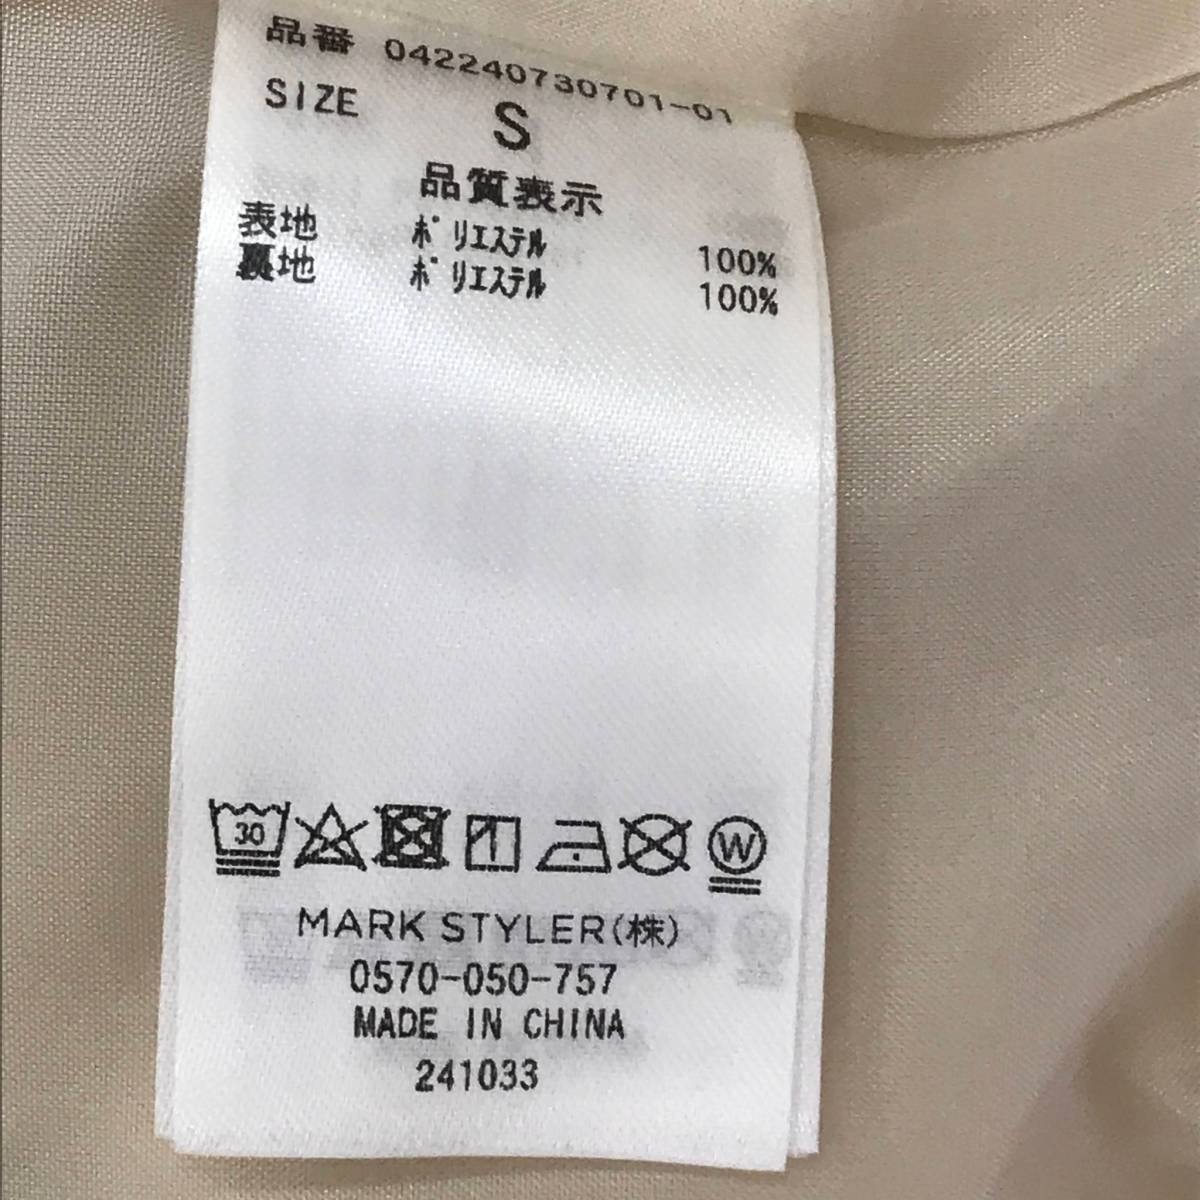 品番 042240730701-01
SIZE S
品質表示
表地 ﾎﾟﾘｴｽﾃﾙ 100%
裏地 ﾎﾟﾘｴｽﾃﾙ 100%
30 W
MARK STYLER(株)
0570-050-757
MADE IN CHINA
241033